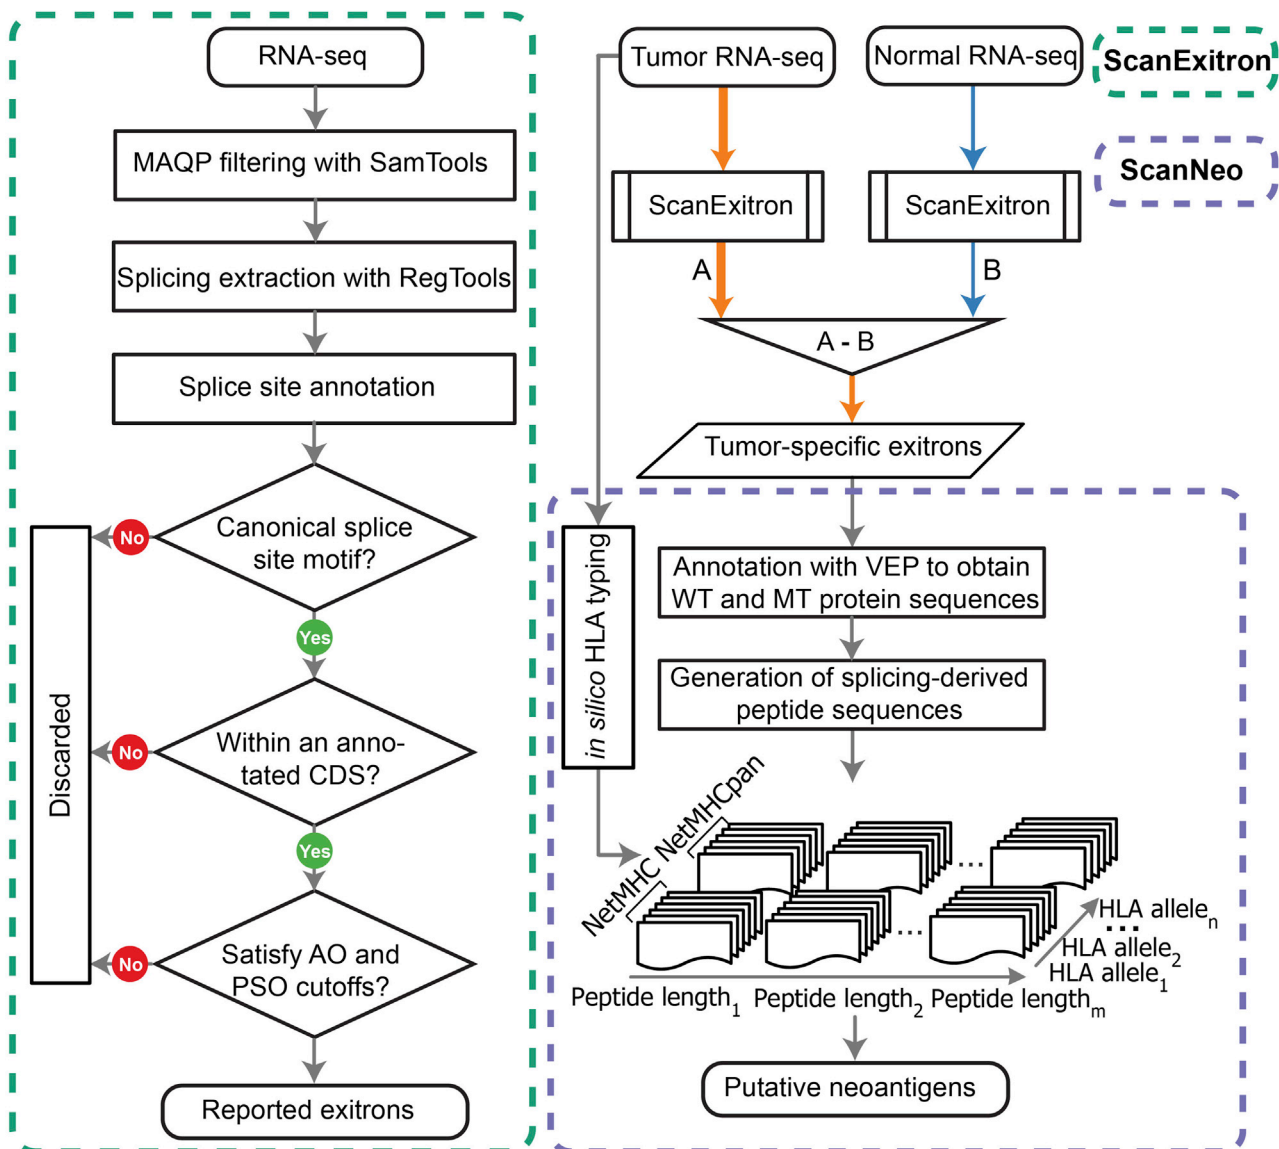 RNA-seq
MAQP filtering with SamTools
Splicing extraction with RegTools
Splice site annotation
Canonical splice
site motif?
No
Yes
Within an anno-
tated CDS?
No
Yes
Satisfy AO and
PSO cutoffs?
No
Discarded
Reported exitrons
Tumor RNA-seq
Normal RNA-seq
ScanExitron
ScanNeo
ScanExitron
ScanExitron
A
B
A - B
Tumor-specific exitrons
in silico HLA typing
Annotation with VEP to obtain
WT and MT protein sequences
Generation of splicing-derived
peptide sequences
NetMHC NetMHCpan
...
...
HLA allelen
...
HLA allele2
HLA allele1
Peptide length1 Peptide length2 Peptide lengthm
Putative neoantigens